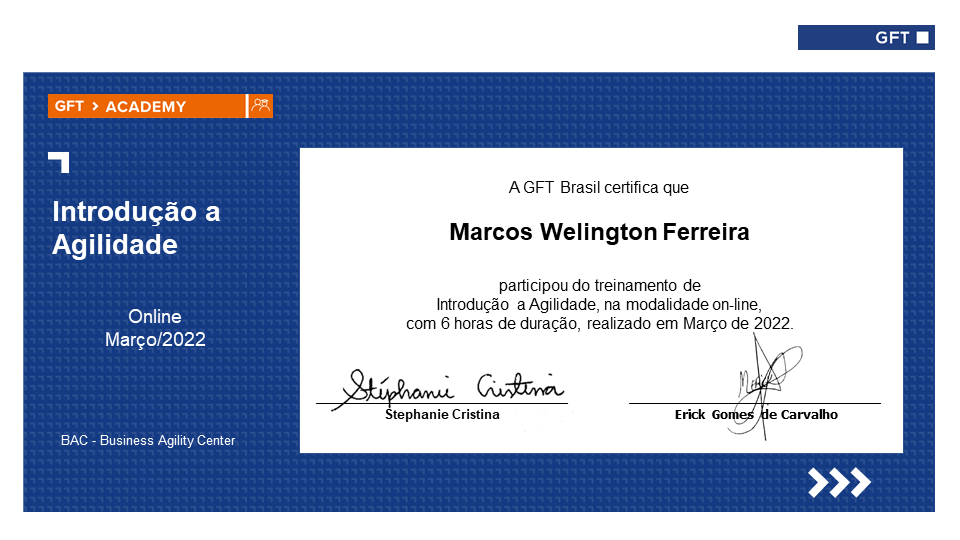 GFT
GFT > ACADEMY
Introdução a
Agilidade
Online
Março/2022
BAC - Business Agility Center
A GFT Brasil certifica que
Marcos Welington Ferreira
participou do treinamento de
Introdução a Agilidade, na modalidade on-line,
com 6 horas de duração, realizado em Março de 2022.
Stéphanie Cristina
Stephanie Cristina
Erick Gomes de Carvalho